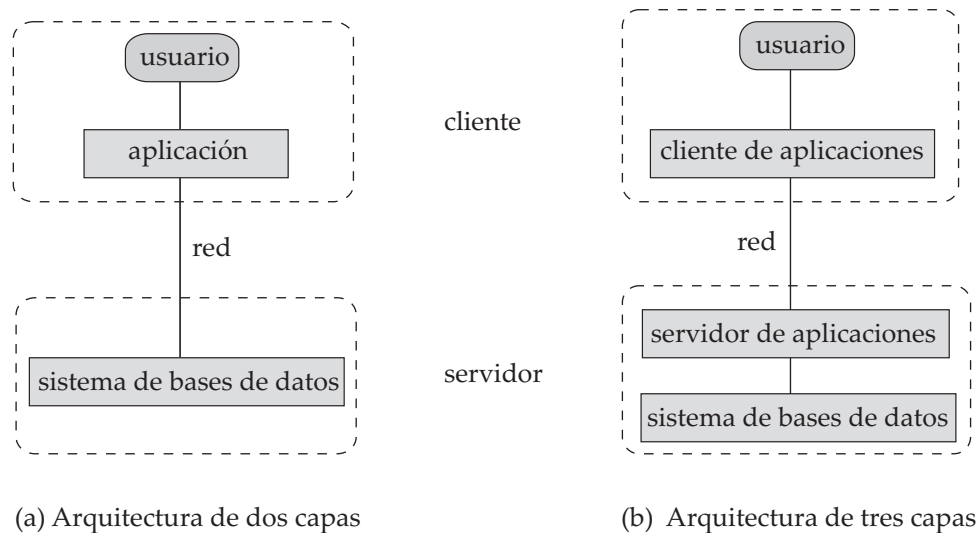 usuario
aplicación
red
sistema de bases de datos
(a) Arquitectura de dos capas
cliente
servidor
usuario
cliente de aplicaciones
red
servidor de aplicaciones
sistema de bases de datos
(b) Arquitectura de tres capas